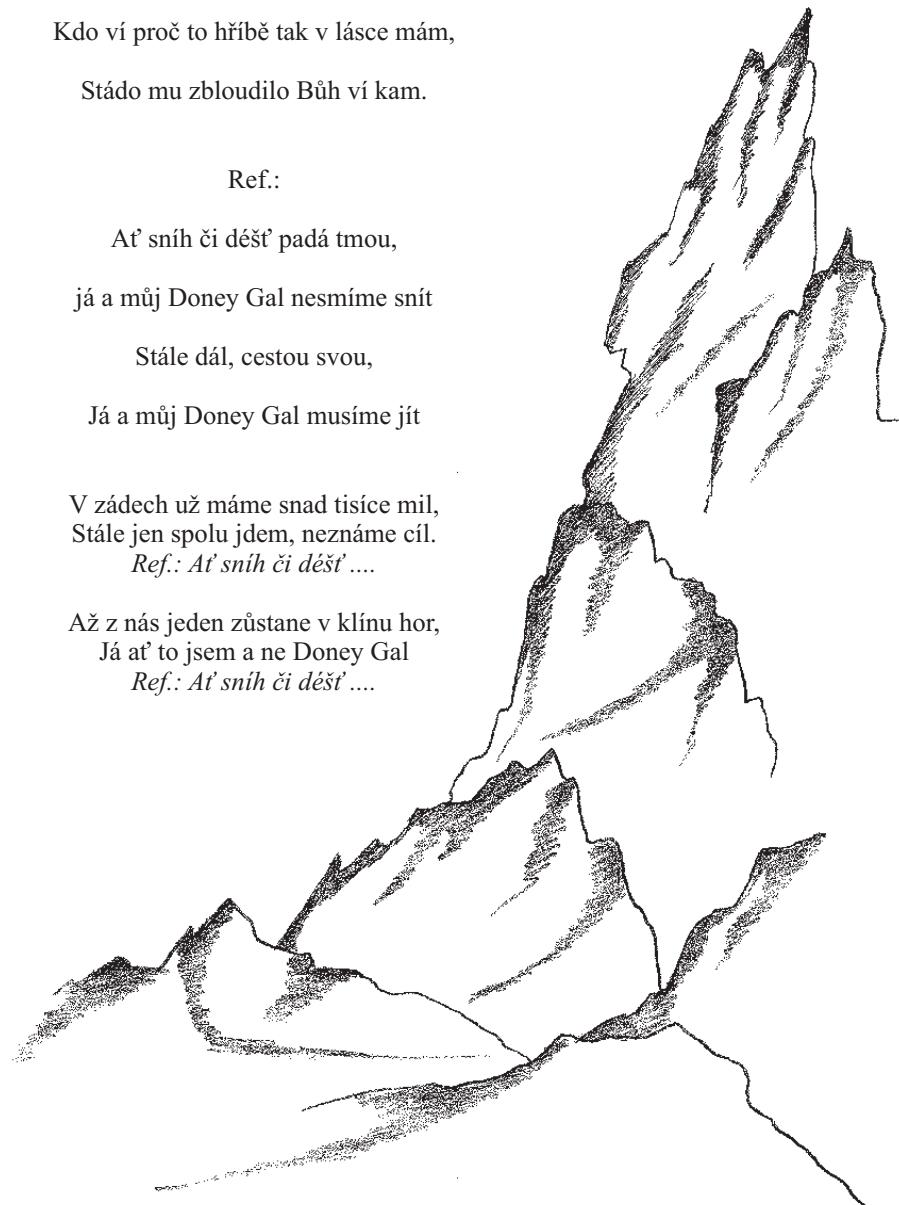 Kdo ví proč to hříbě tak v lásce mám,
Stádo mu zbloudilo Bůh ví kam.
Ref.:
Ať sníh či déšť padá tmou,
já a můj Doney Gal nesmíme snít
Stále dál, cestou svou,
Já a můj Doney Gal musíme jít
V zádech už máme snad tisíce mil,
Stále jen spolu jdem, neznáme cíl.
Ref.: Ať sníh či déšť ....
Až z nás jeden zůstane v klínu hor,
Já ať to jsem a ne Doney Gal
Ref.: Ať sníh či déšť ....